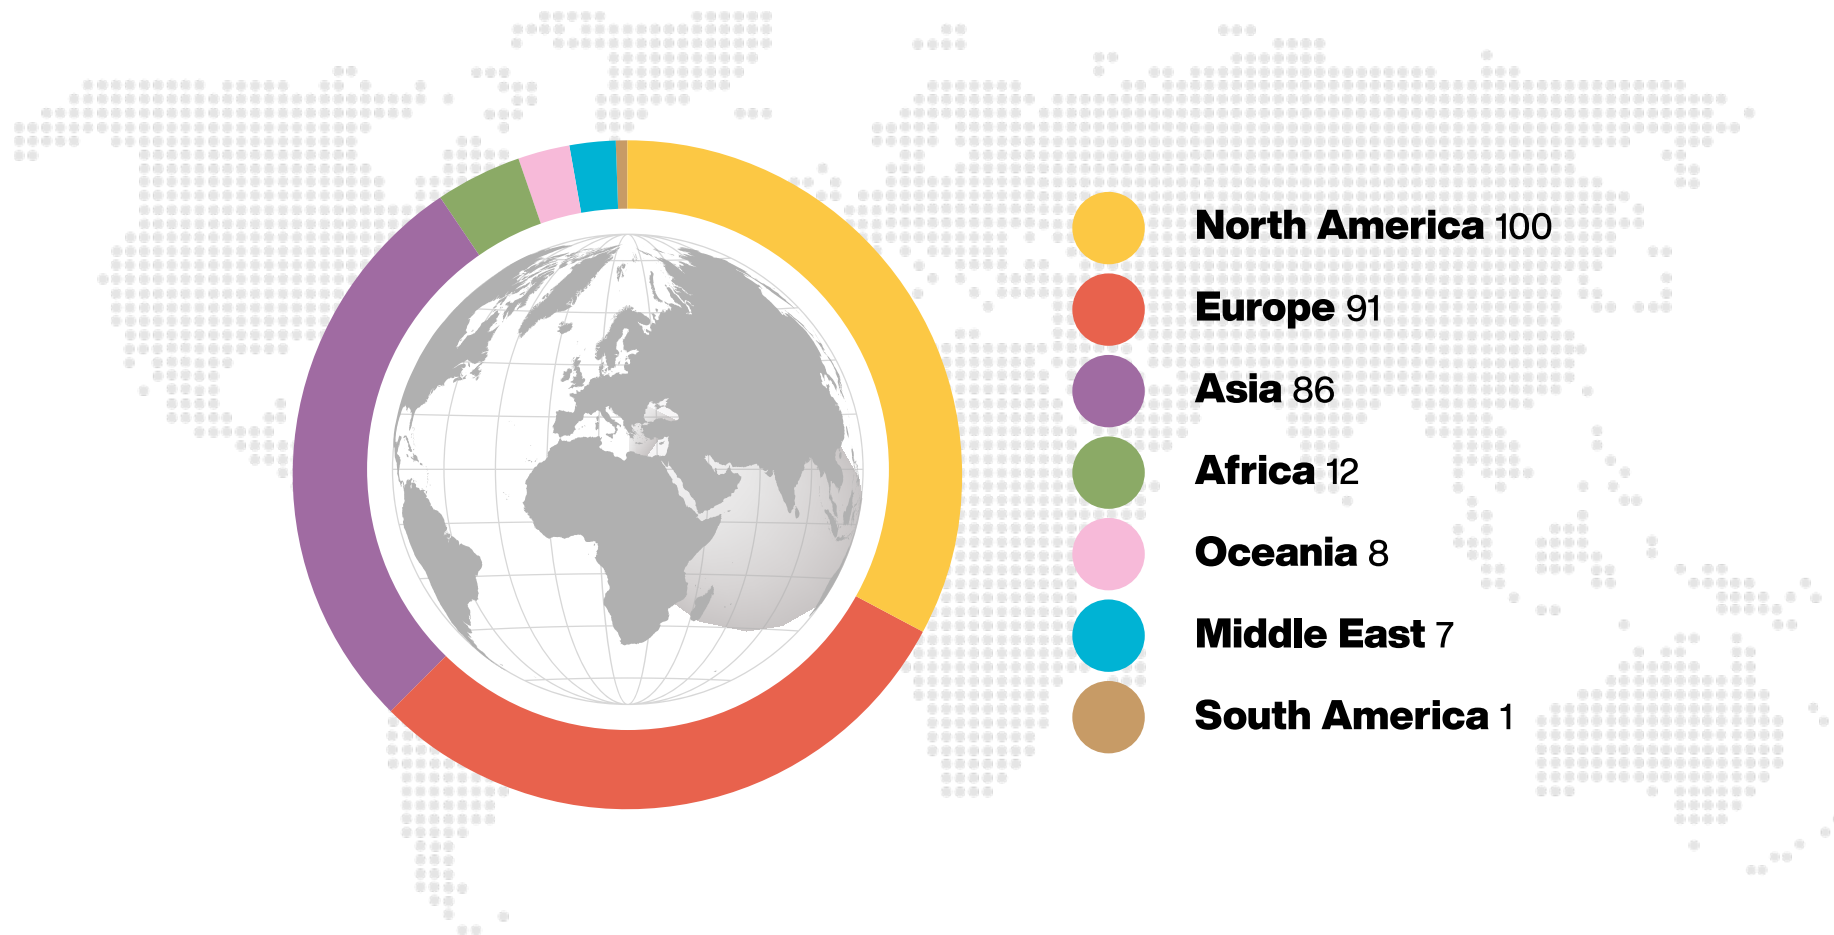 North America 100
Europe 91
Asia 86
Africa 12
Oceania 8
Middle East 7
South America 1